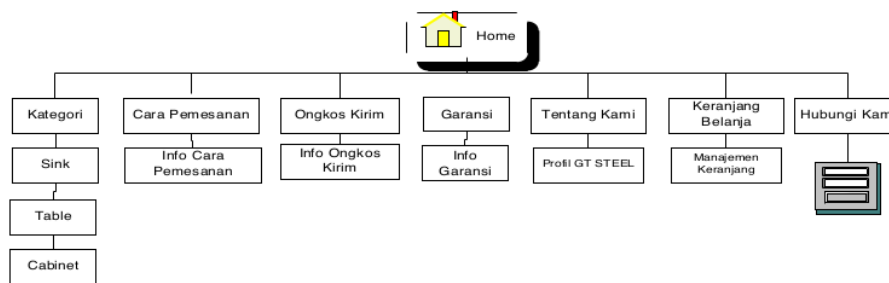 Home
Kategori
Cara Pemesanan
Ongkos Kirim
Garansi
Tentang Kami
Keranjang
Belanja
Hubungi Kam
Sink
Info Cara
Pemesanan
Info Ongkos
Kirim
Info
Garansi
Profil GT STEEL
Manajemen
Keranjang
Table
Cabinet